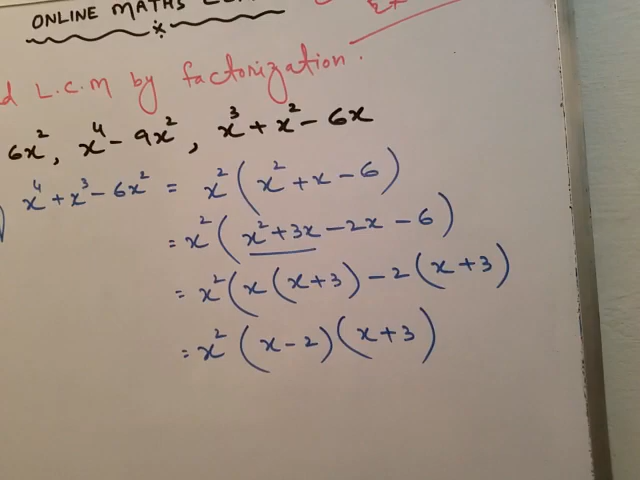 ONLINE MATHS
d L.C.M by factorization.
6x², x⁴ - 9x², x³ + x² - 6x
) x⁴ + x³ - 6x² = x² (x² + x - 6)
= x² (x² + 3x - 2x - 6)
= x² (x (x+3) - 2 (x+3)
= x² (x-2) (x+3)